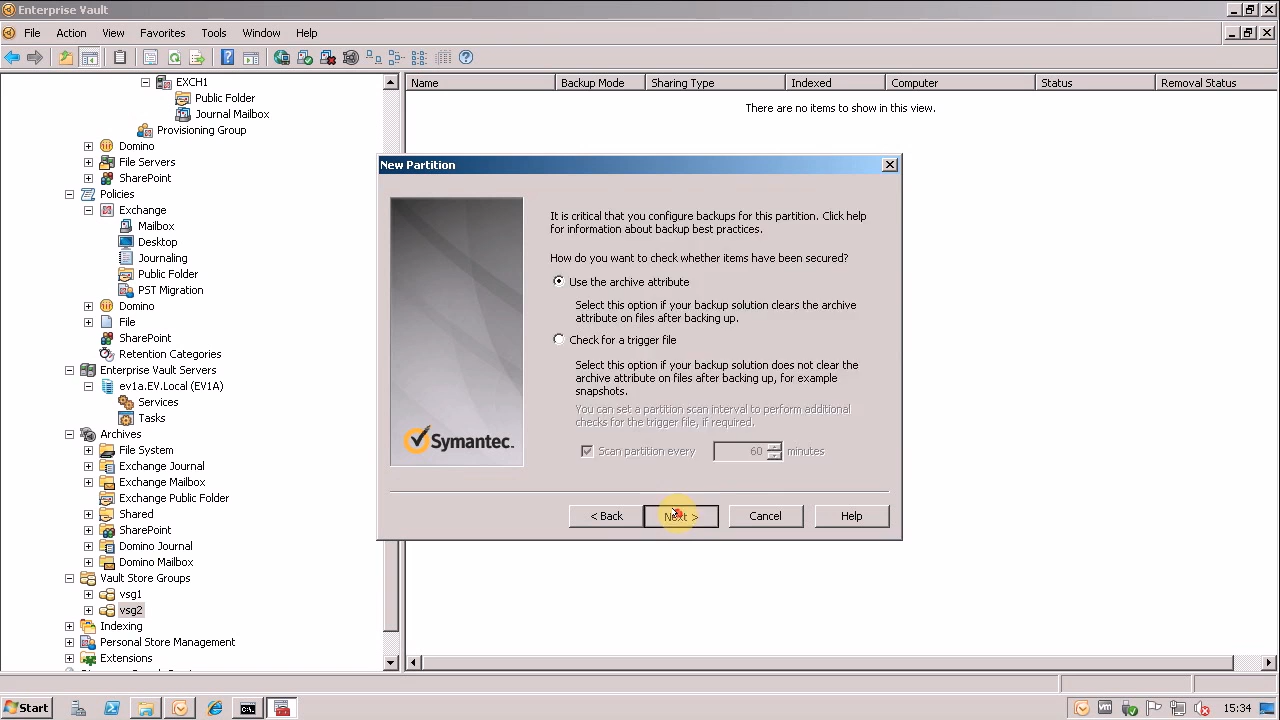 Enterprise Vault
File Action View Favorites Tools Window Help
EXCH1
Public Folder
Journal Mailbox
Provisioning Group
Domino
File Servers
SharePoint
Policies
Exchange
Mailbox
Desktop
Journaling
Public Folder
PST Migration
Domino
File
SharePoint
Retention Categories
Enterprise Vault Servers
ev1a.EV.Local (EV1A)
Services
Tasks
Archives
File System
Exchange Journal
Exchange Mailbox
Exchange Public Folder
Shared
SharePoint
Domino Journal
Domino Mailbox
Vault Store Groups
vsg1
vsg2
Indexing
Personal Store Management
Extensions
Name Backup Mode Sharing Type Indexed Computer Status Removal Status
There are no items to show in this view.
New Partition
It is critical that you configure backups for this partition. Click Help
for information about backup best practices.
How do you want to check whether items have been secured?
Use the archive attribute
Select this option if your backup solution clears the archive
attribute on files after backing up.
Check for a trigger file
Select this option if your backup solution does not clear the
archive attribute on files after backing up, for example
snapshots.
You can set a partition scan interval to perform additional
checks for the trigger file, if required.
Scan partition every 60 minutes
Symantec.
< Back Next > Cancel Help
Start
15:34